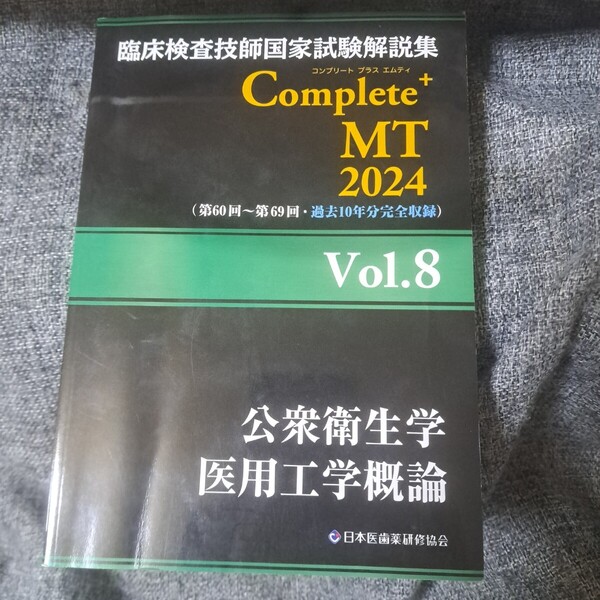 臨床検査技師国家試験解説集
コンプリート プラス エムティ
Complete+
MT
2024
(第60回～第69回・過去10年分完全収録)
Vol.8
公衆衛生学
医用工学概論
日本医歯薬研修協会